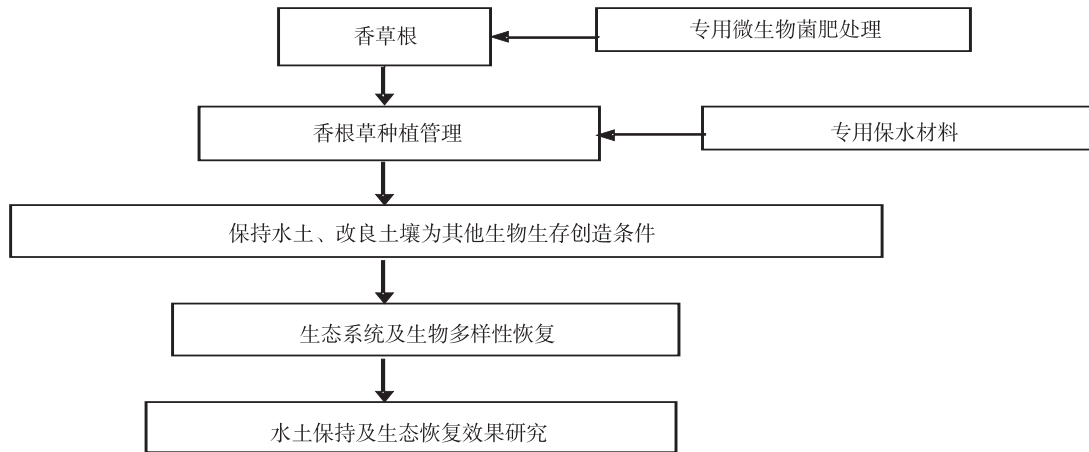 香草根
专用微生物菌肥处理
香根草种植管理
专用保水材料
保持水土、改良土壤为其他生物生存创造条件
生态系统及生物多样性恢复
水土保持及生态恢复效果研究